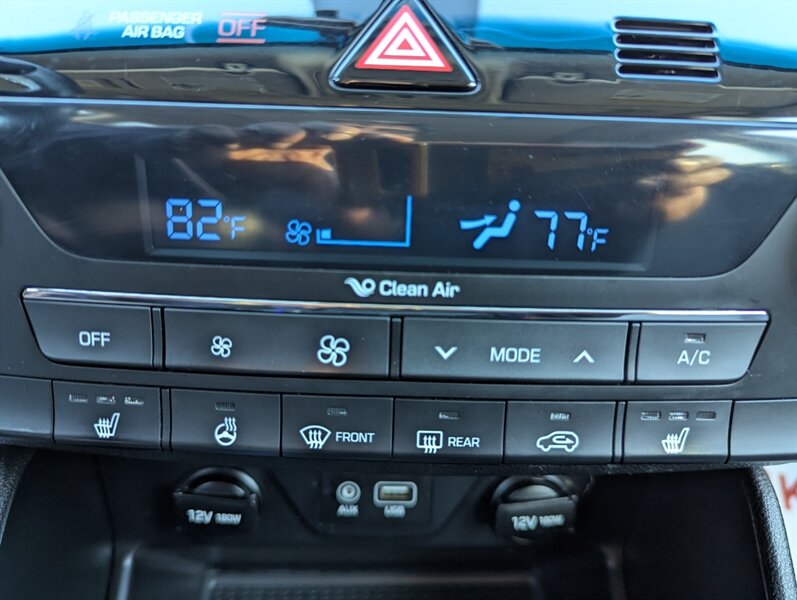 PASSENGER
AIR BAG OFF
82°F 77°F
Clean Air
OFF MODE A/C
FRONT REAR
12V 180W AUX USB 12V 180W
K